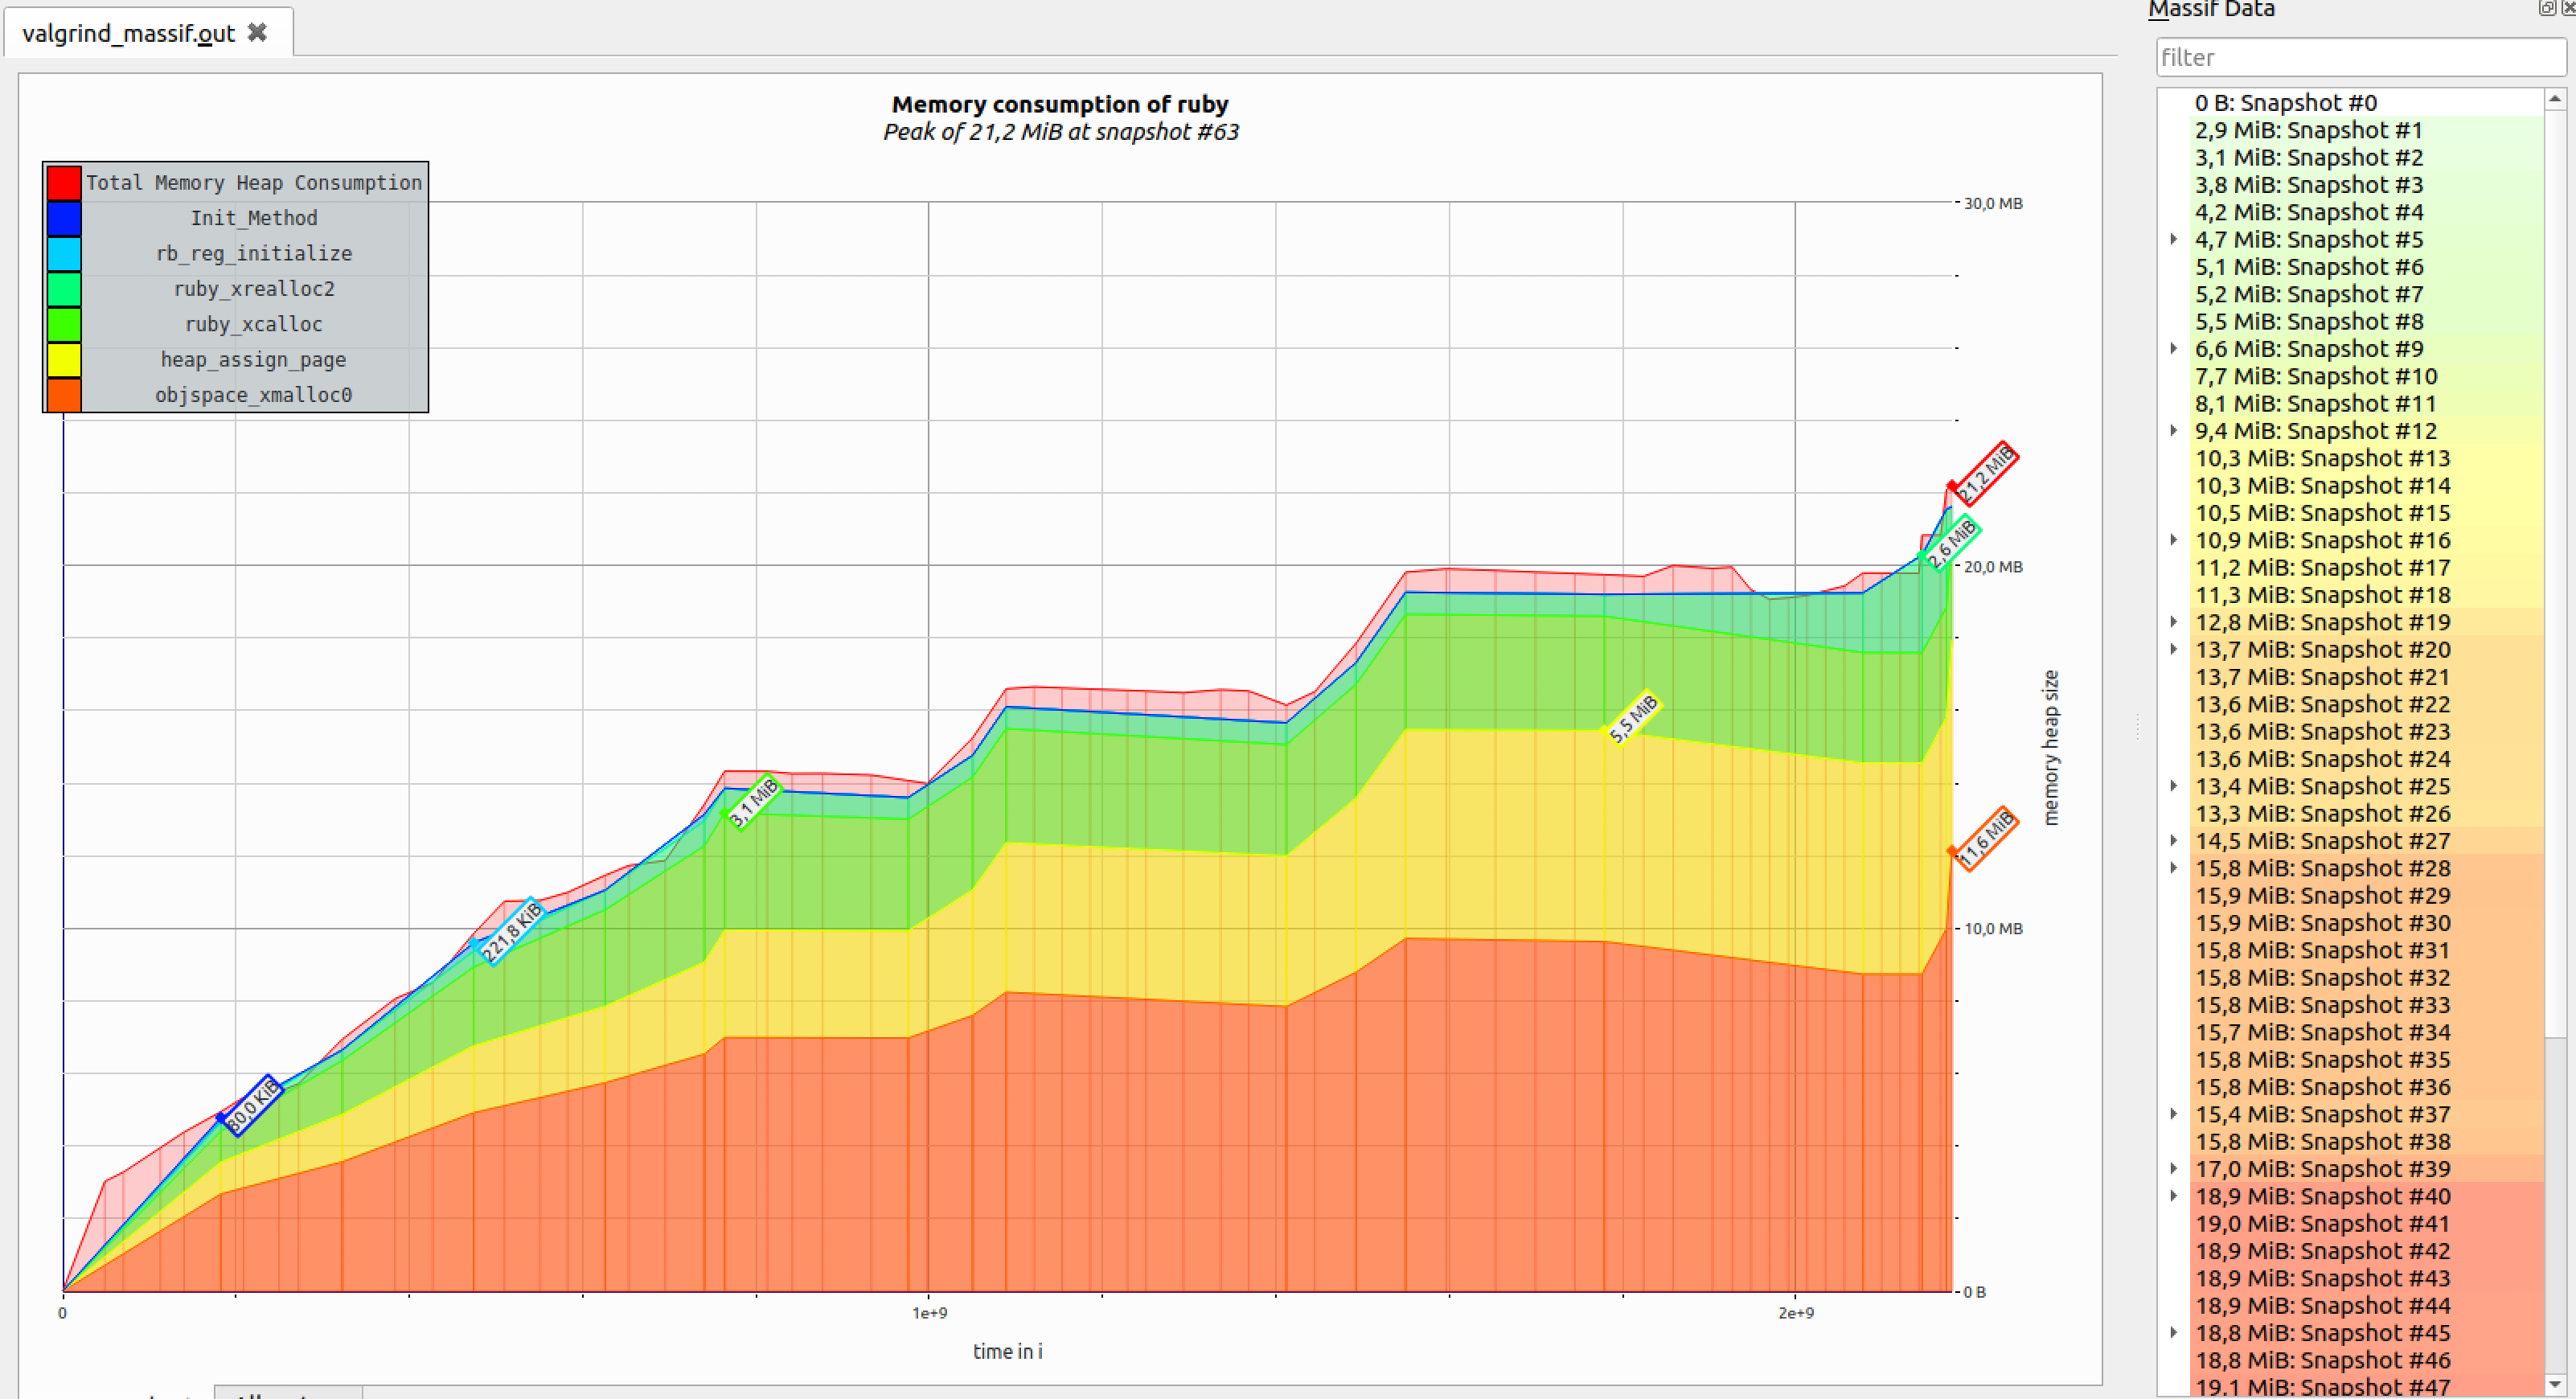 valgrind_massif.out
Memory consumption of ruby
Peak of 21,2 MiB at snapshot #63
Total Memory Heap Consumption
Init_Method
rb_reg_initialize
ruby_xrealloc2
ruby_xcalloc
heap_assign_page
objspace_xmalloc0
30,0 MB
20,0 MB
10,0 MB
0 B
21,2 MiB
2,6 MiB
5,5 MiB
11,6 MiB
3,1 MiB
221,8 KiB
80,0 KiB
memory heap size
0
1e+9
2e+9
time in i
Massif Data
filter
0 B: Snapshot #0
2,9 MiB: Snapshot #1
3,1 MiB: Snapshot #2
3,8 MiB: Snapshot #3
4,2 MiB: Snapshot #4
4,7 MiB: Snapshot #5
5,1 MiB: Snapshot #6
5,2 MiB: Snapshot #7
5,5 MiB: Snapshot #8
6,6 MiB: Snapshot #9
7,7 MiB: Snapshot #10
8,1 MiB: Snapshot #11
9,4 MiB: Snapshot #12
10,3 MiB: Snapshot #13
10,3 MiB: Snapshot #14
10,5 MiB: Snapshot #15
10,9 MiB: Snapshot #16
11,2 MiB: Snapshot #17
11,3 MiB: Snapshot #18
12,8 MiB: Snapshot #19
13,7 MiB: Snapshot #20
13,7 MiB: Snapshot #21
13,6 MiB: Snapshot #22
13,6 MiB: Snapshot #23
13,6 MiB: Snapshot #24
13,4 MiB: Snapshot #25
13,3 MiB: Snapshot #26
14,5 MiB: Snapshot #27
15,8 MiB: Snapshot #28
15,9 MiB: Snapshot #29
15,9 MiB: Snapshot #30
15,8 MiB: Snapshot #31
15,8 MiB: Snapshot #32
15,8 MiB: Snapshot #33
15,7 MiB: Snapshot #34
15,8 MiB: Snapshot #35
15,8 MiB: Snapshot #36
15,4 MiB: Snapshot #37
15,8 MiB: Snapshot #38
17,0 MiB: Snapshot #39
18,9 MiB: Snapshot #40
19,0 MiB: Snapshot #41
18,9 MiB: Snapshot #42
18,9 MiB: Snapshot #43
18,9 MiB: Snapshot #44
18,8 MiB: Snapshot #45
18,8 MiB: Snapshot #46
19,1 MiB: Snapshot #47